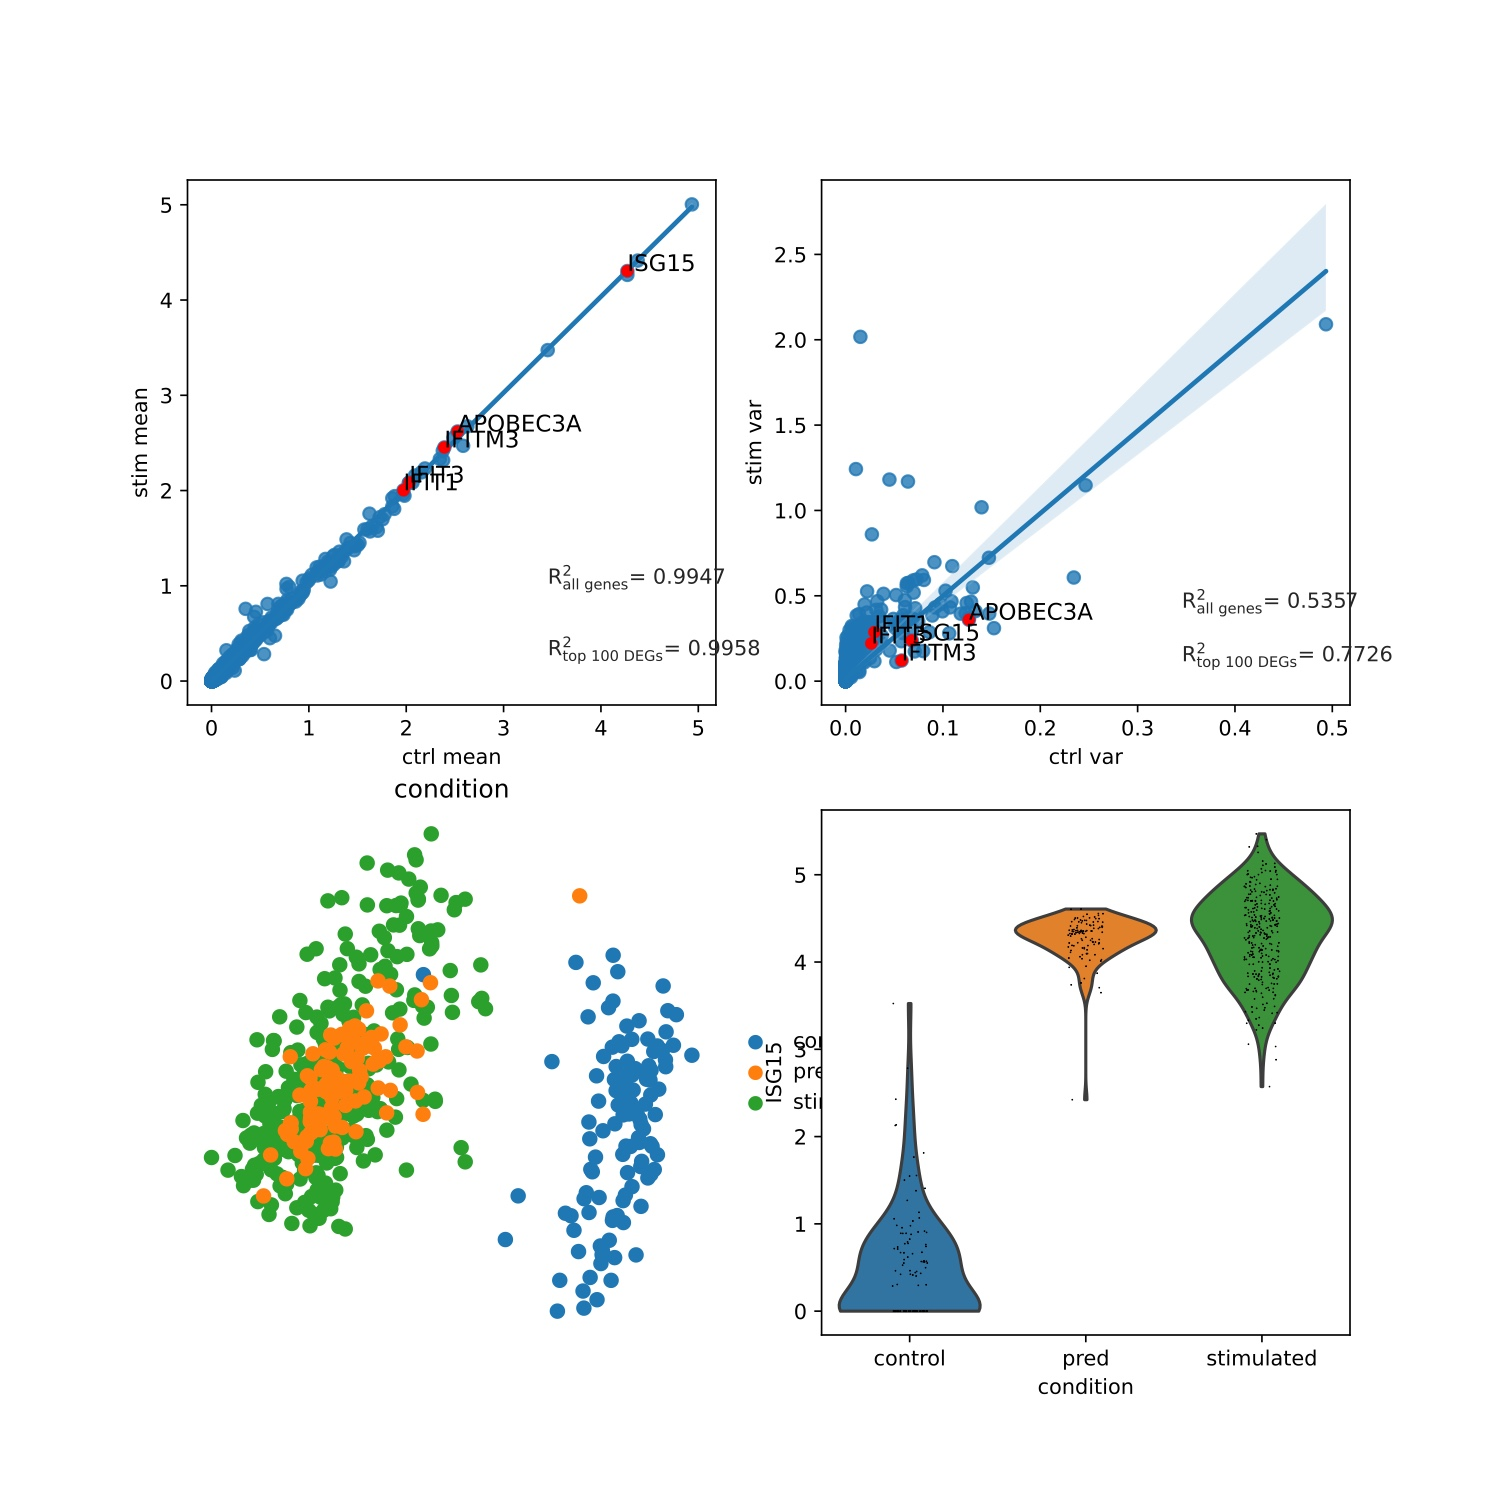 5
4
3
2
1
0
stim mean
ISG15
APOBEC3A
IFITM3
IFIT3
IFIT1
R²all genes= 0.9947
R²top 100 DEGs= 0.9958
0 1 2 3 4 5
ctrl mean
2.5
2.0
1.5
1.0
0.5
0.0
stim var
APOBEC3A
IFIT1
ISG15
IFIT3
IFITM3
R²all genes= 0.5357
R²top 100 DEGs= 0.7726
0.0 0.1 0.2 0.3 0.4 0.5
ctrl var
condition
ISG15
5
4
3
2
1
0
control pred stimulated
condition